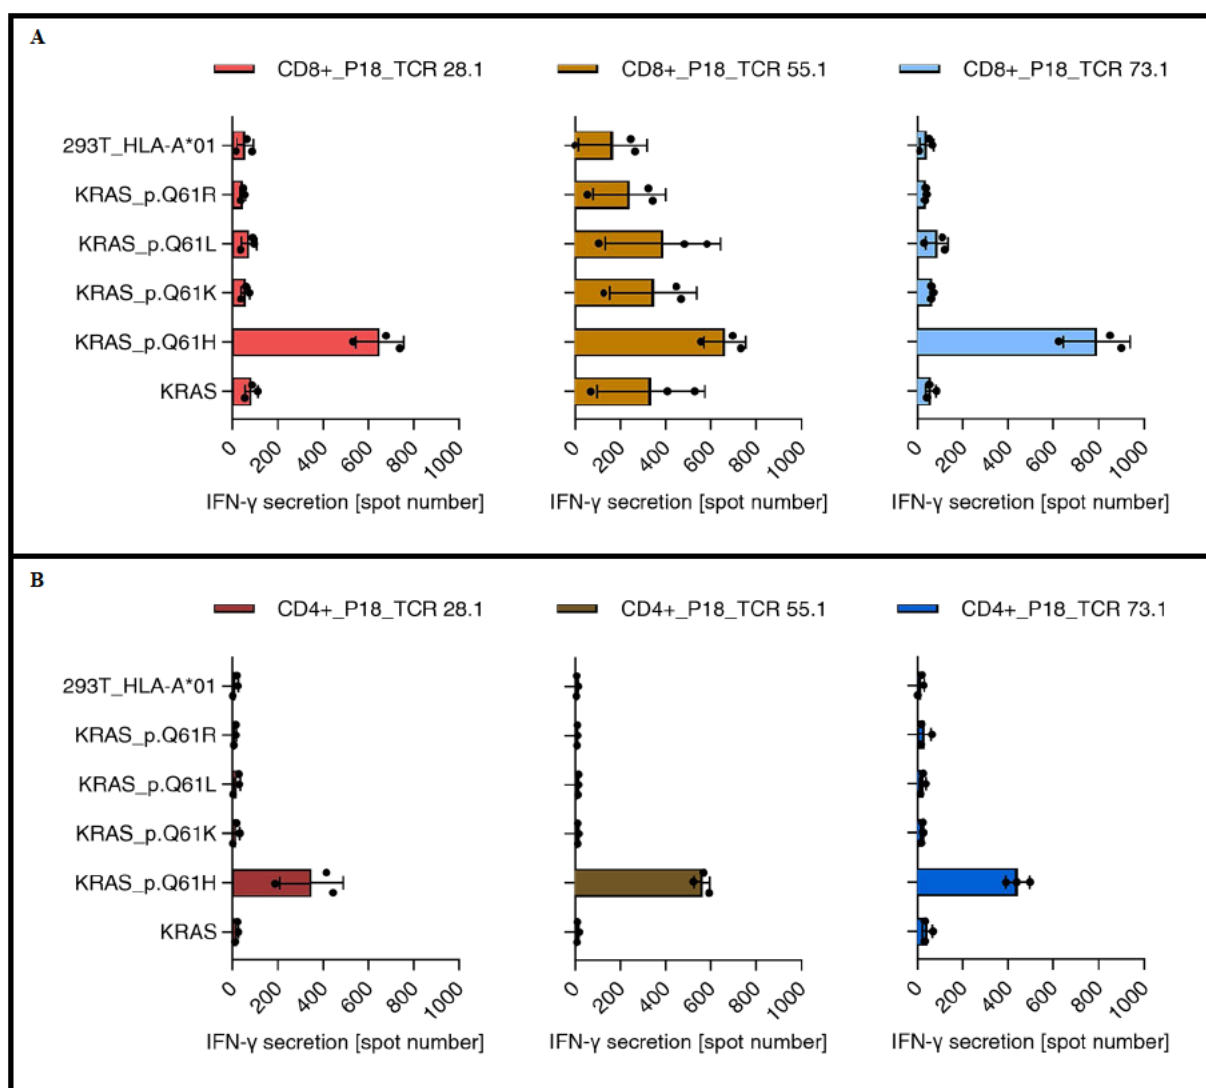 A
CD8+_P18_TCR 28.1
CD8+_P18_TCR 55.1
CD8+_P18_TCR 73.1
293T_HLA-A*01
KRAS_p.Q61R
KRAS_p.Q61L
KRAS_p.Q61K
KRAS_p.Q61H
KRAS
0 200 400 600 800 1000
0 200 400 600 800 1000
0 200 400 600 800 1000
IFN-γ secretion [spot number]
IFN-γ secretion [spot number]
IFN-γ secretion [spot number]
B
CD4+_P18_TCR 28.1
CD4+_P18_TCR 55.1
CD4+_P18_TCR 73.1
293T_HLA-A*01
KRAS_p.Q61R
KRAS_p.Q61L
KRAS_p.Q61K
KRAS_p.Q61H
KRAS
0 200 400 600 800 1000
0 200 400 600 800 1000
0 200 400 600 800 1000
IFN-γ secretion [spot number]
IFN-γ secretion [spot number]
IFN-γ secretion [spot number]